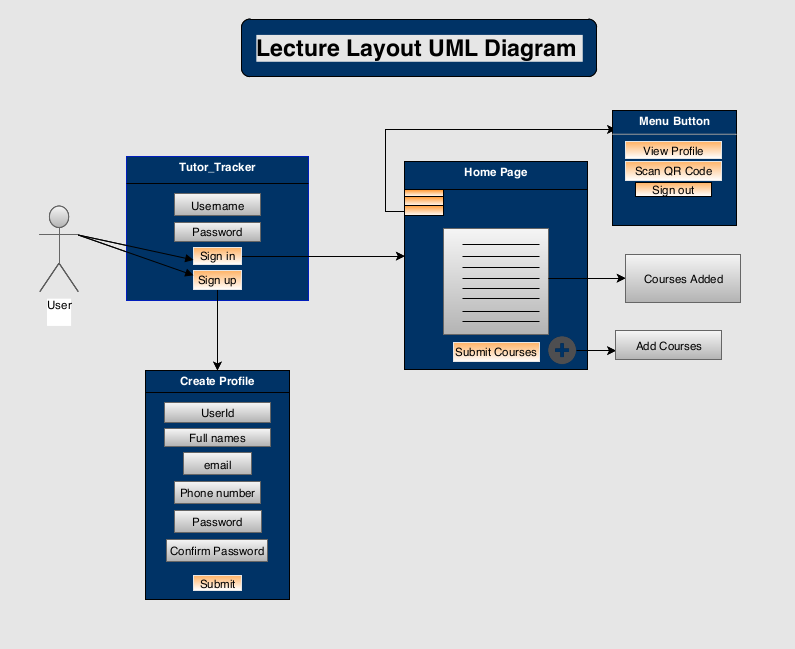 Lecture Layout UML Diagram
Menu Button
View Profile
Scan QR Code
Sign out
Tutor_Tracker
Username
Password
Sign in
Sign up
Home Page
Submit Courses
Courses Added
Add Courses
User
Create Profile
UserId
Full names
email
Phone number
Password
Confirm Password
Submit